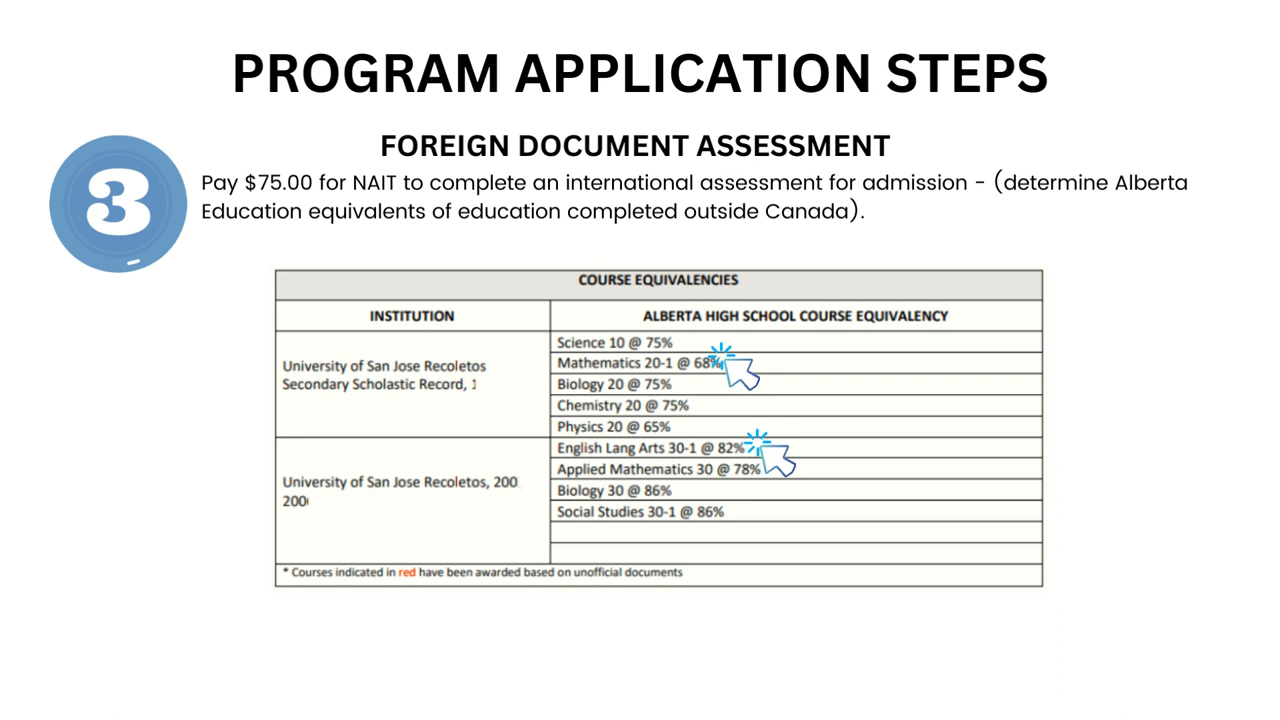 PROGRAM APPLICATION STEPS
3
FOREIGN DOCUMENT ASSESSMENT
Pay $75.00 for NAIT to complete an international assessment for admission - (determine Alberta
Education equivalents of education completed outside Canada).
COURSE EQUIVALENCIES
INSTITUTION
ALBERTA HIGH SCHOOL COURSE EQUIVALENCY
University of San Jose Recoletos
Secondary Scholastic Record, 1
Science 10 @ 75%
Mathematics 20-1 @ 68%
Biology 20 @ 75%
Chemistry 20 @ 75%
Physics 20 @ 65%
University of San Jose Recoletos, 200
200
English Lang Arts 30-1 @ 82%
Applied Mathematics 30 @ 78%
Biology 30 @ 86%
Social Studies 30-1 @ 86%
* Courses indicated in red have been awarded based on unofficial documents